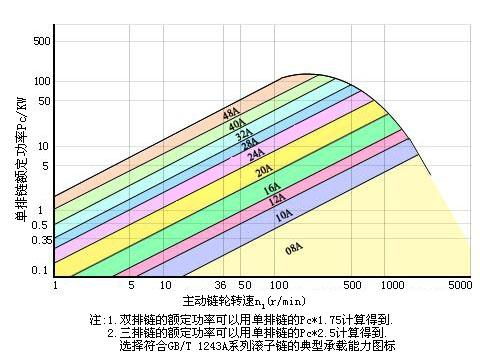 单排链额定功率Pc/KW
500
100
50
10
5
1
0.5
0.35
0.1
48A
40A
32A
28A
24A
20A
16A
12A
10A
08A
1 5 10 36 50 100 500 1000 5000
主动链轮转速n₁(r/min)
注:1.双排链的额定功率可以用单排链的Pc*1.75计算得到.
2.三排链的额定功率可以用单排链的Pc*2.5计算得到.
选择符合GB/T 1243A系列滚子链的典型承载能力图标